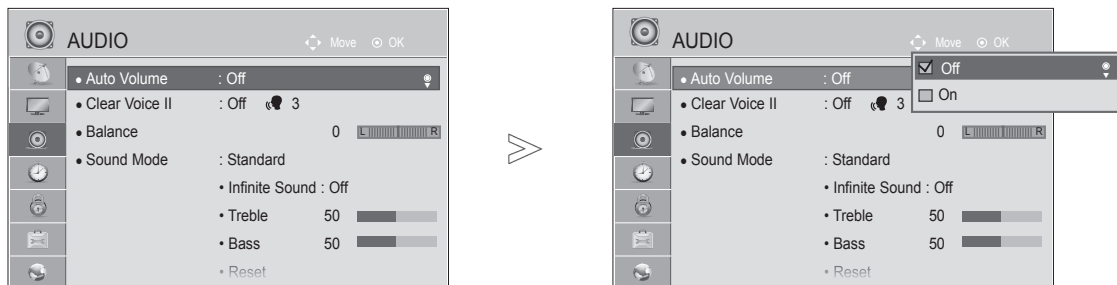 AUDIO
Move OK
• Auto Volume : Off
• Clear Voice II : Off 3
• Balance 0 L R
• Sound Mode : Standard
• Infinite Sound : Off
• Treble 50
• Bass 50
• Reset
AUDIO
Move OK
• Auto Volume : Off
Off
On
• Clear Voice II : Off 3
• Balance 0 L R
• Sound Mode : Standard
• Infinite Sound : Off
• Treble 50
• Bass 50
• Reset